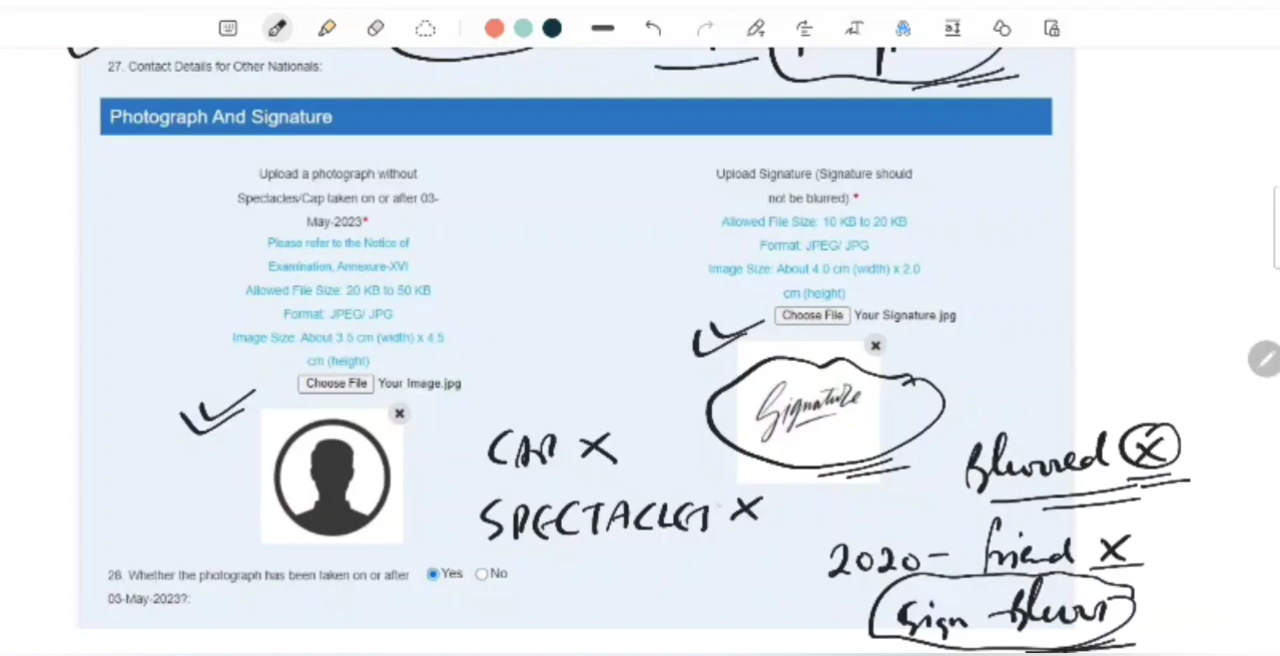 27. Contact Details for Other Nationals:
Photograph And Signature
Upload a photograph without
Spectacles/Cap taken on or after 03-
May-2023*
Please refer to the Notice of
Examination, Annexure-XVI
Allowed File Size: 20 KB to 50 KB
Format: JPEG/ JPG
Image Size: About 3.5 cm (width) x 4.5
cm (height)
Choose File Your Image.jpg
Upload Signature (Signature should
not be blurred) *
Allowed File Size: 10 KB to 20 KB
Format: JPEG/ JPG
Image Size: About 4.0 cm (width) x 2.0
cm (height)
Choose File Your Signature.jpg
Signature
CAP X
SPECTACLES X
Blurred X
2020- friend X
Sign Blurr
28. Whether the photograph has been taken on or after
03-May-2023?:
Yes No